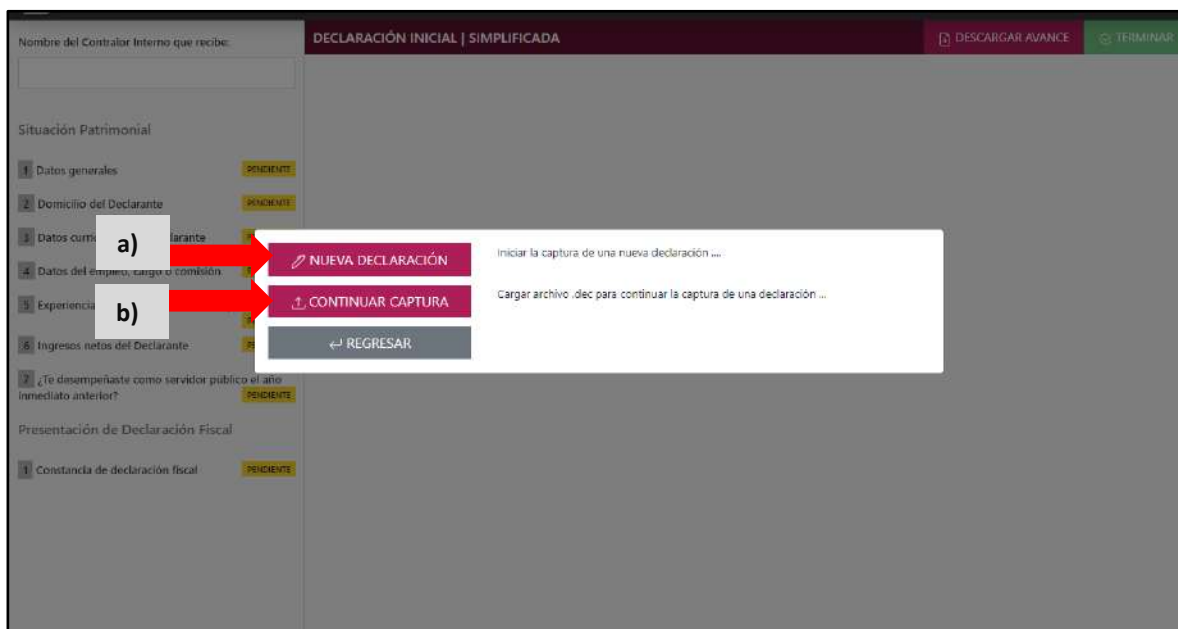 Nombre del Contralor Interno que recibe:
DECLARACIÓN INICIAL | SIMPLIFICADA
DESCARGAR AVANCE
TERMINAR
Situación Patrimonial
1 Datos generales PENDIENTE
2 Domicilio del Declarante PENDIENTE
3 Datos larante
a)
4 Datos del empleo, cargo o comisión
5 Experiencia
b)
6 Ingresos netos del Declarante
7 ¿Te desempeñaste como servidor público el año
inmediato anterior? PENDIENTE
Presentación de Declaración Fiscal
1 Constancia de declaración fiscal PENDIENTE
NUEVA DECLARACIÓN
Iniciar la captura de una nueva declaración ....
CONTINUAR CAPTURA
Cargar archivo .dec para continuar la captura de una declaración ...
REGRESAR